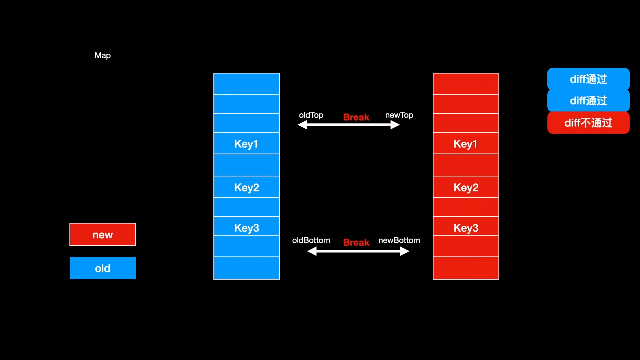 Map
diff通过
diff通过
diff不通过
oldTop
Break
newTop
Key1
Key1
Key2
Key2
Key3
Key3
new
oldBottom
Break
newBottom
old